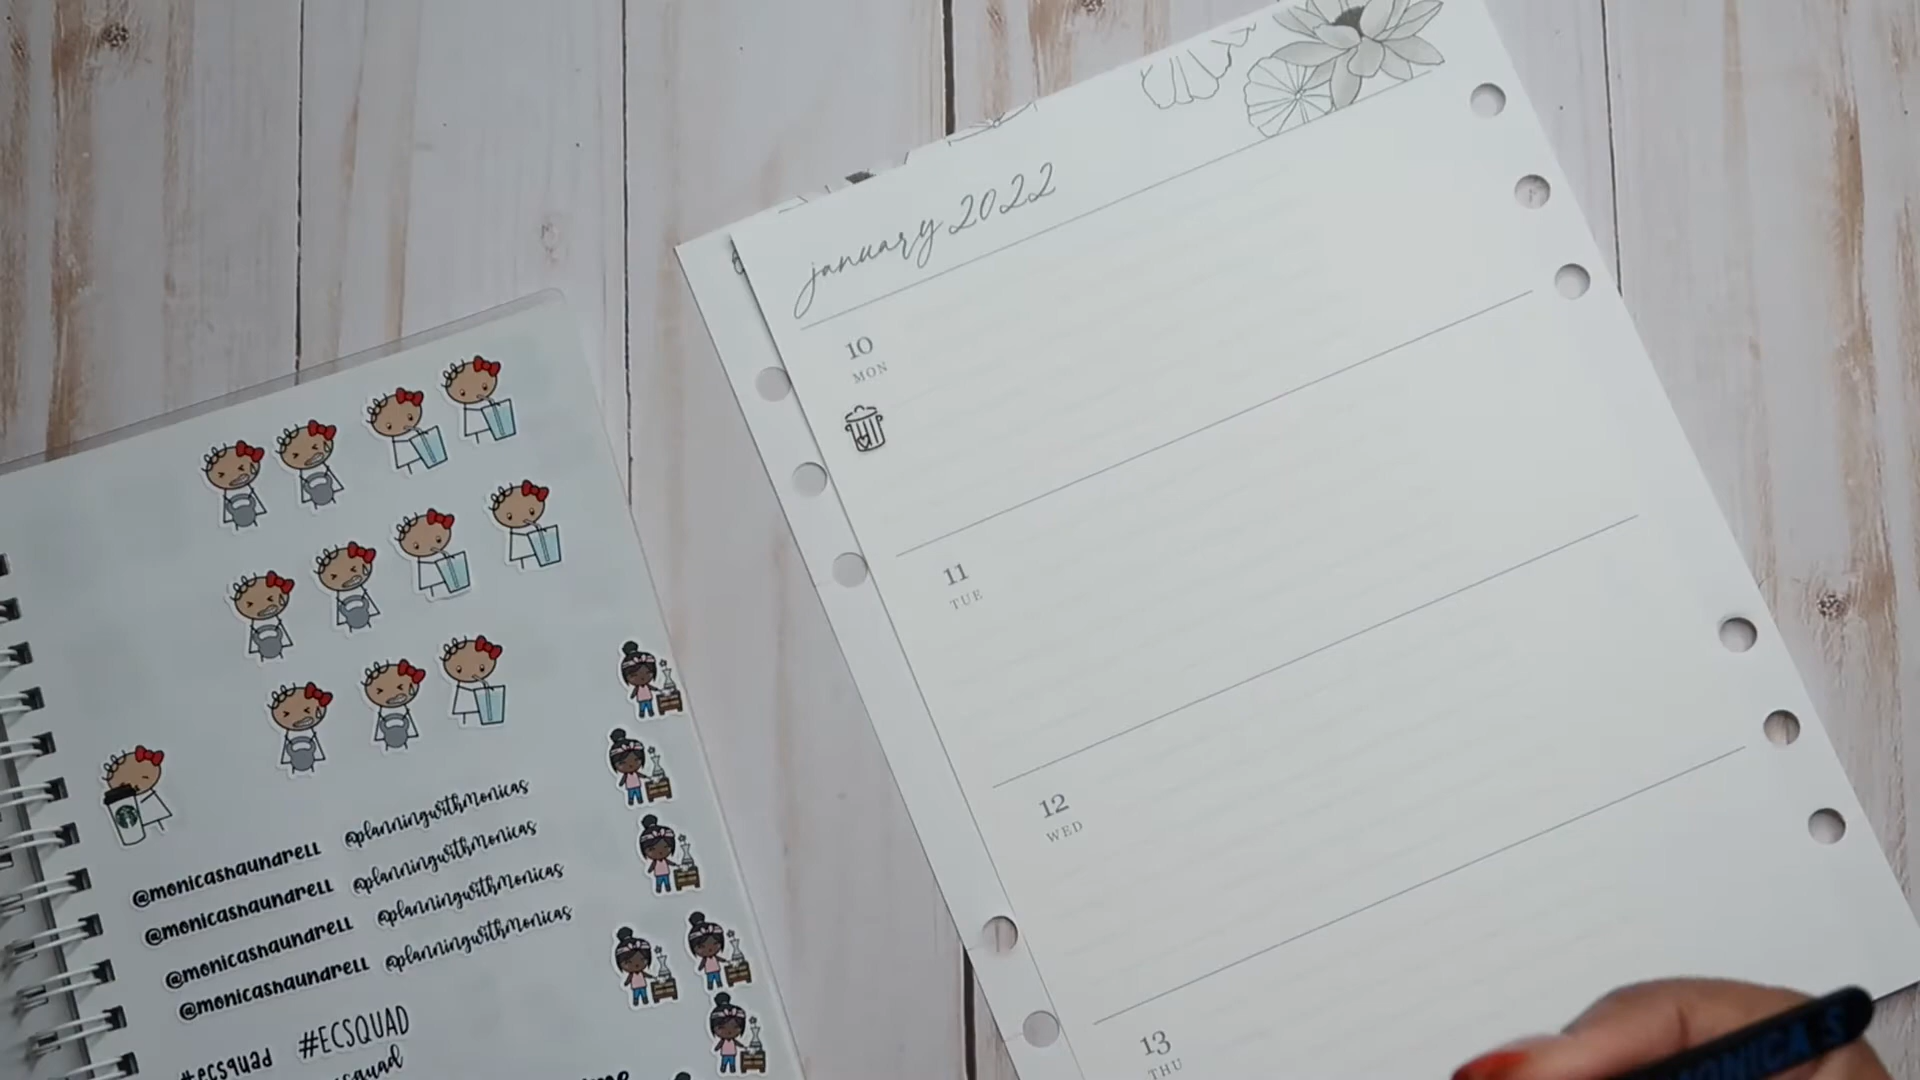 january 2022
10
MON
11
TUE
12
WED
13
THU
@monicashaundrell @planningwithmonicas
@monicashaundrell @planningwithmonicas
@monicashaundrell @planningwithmonicas
@monicashaundrell @planningwithmonicas
#ecsquad #ECSQUAD
MONICA S